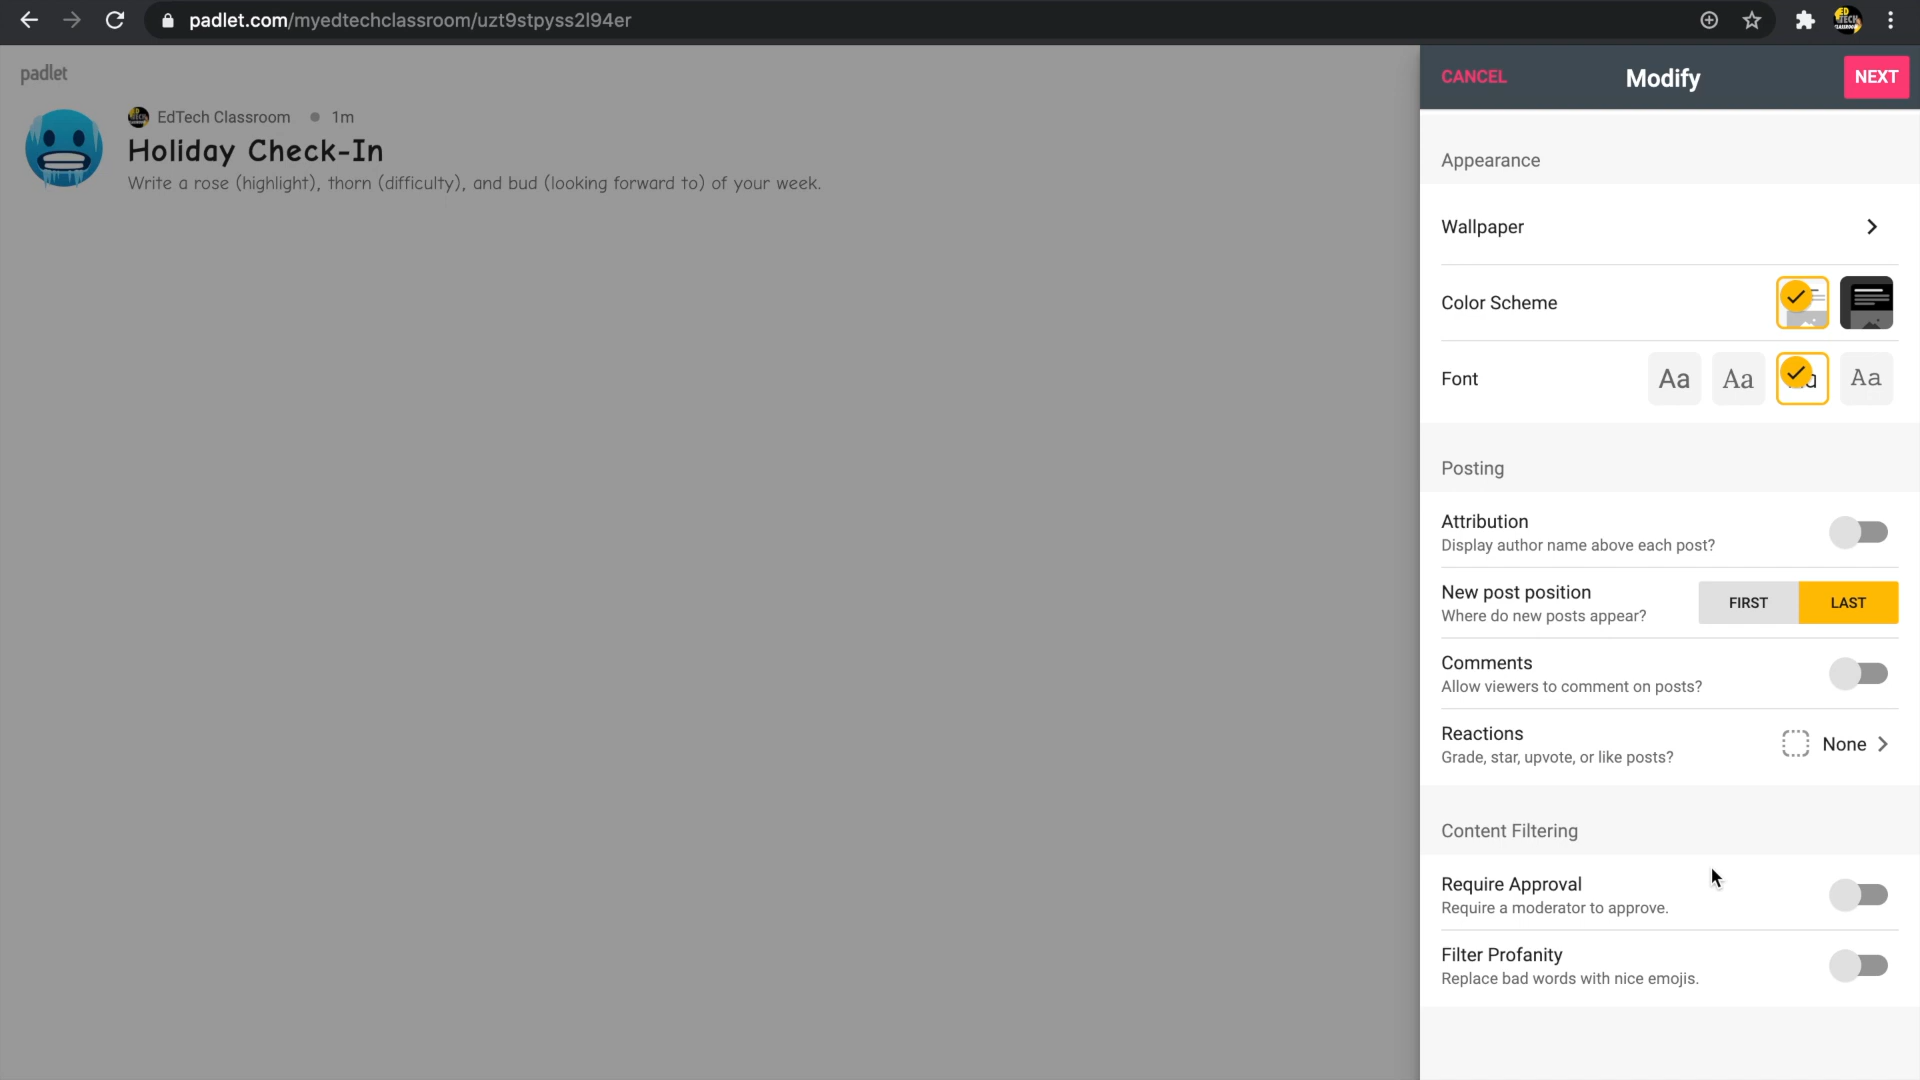 padlet.com/myedtechclassroom/uzt9stpyss2l94er
padlet
EdTech Classroom 1m
Holiday Check-In
Write a rose (highlight), thorn (difficulty), and bud (looking forward to) of your week.
CANCEL
Modify
NEXT
Appearance
Wallpaper
Color Scheme
Font
Aa Aa Aa
Posting
Attribution
Display author name above each post?
New post position
Where do new posts appear?
FIRST LAST
Comments
Allow viewers to comment on posts?
Reactions
Grade, star, upvote, or like posts?
None
Content Filtering
Require Approval
Require a moderator to approve.
Filter Profanity
Replace bad words with nice emojis.